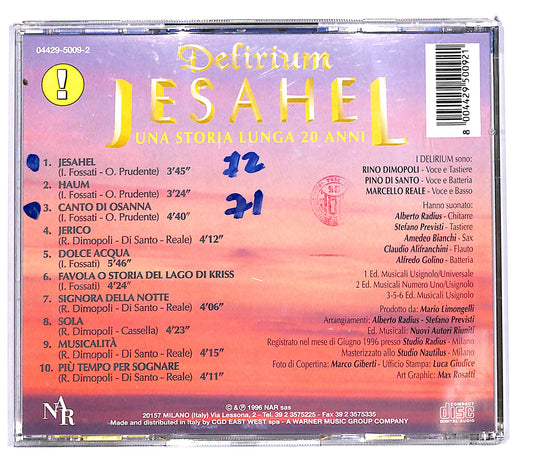 04429-5009-2
Delirium
JESAHEL
UNA STORIA LUNGA 20 ANNI
!
8 004429 500921
1. JESAHEL
(I. Fossati - O. Prudente) 3'45"
72
2. HAUM
(I. Fossati - O. Prudente) 3'24"
3. CANTO DI OSANNA
(I. Fossati - O. Prudente) 4'40"
71
4. JERICO
(R. Dimopoli - Di Santo - Reale) 4'12"
5. DOLCE ACQUA
(I. Fossati) 5'46"
6. FAVOLA O STORIA DEL LAGO DI KRISS
(I. Fossati) 4'24"
7. SIGNORA DELLA NOTTE
(R. Dimopoli - Di Santo - Reale) 4'06"
8. SOLA
(R. Dimopoli - Cassella) 4'23"
9. MUSICALITÀ
(R. Dimopoli - Di Santo - Reale) 4'15"
10. PIÙ TEMPO PER SOGNARE
(R. Dimopoli - Di Santo - Reale) 4'11"
I DELIRIUM sono:
RINO DIMOPOLI - Voce e Tastiere
PINO DI SANTO - Voce e Batteria
MARCELLO REALE - Voce e Basso
Hanno suonato:
Alberto Radius - Chitarre
Stefano Previsti - Tastiere
Amedeo Bianchi - Sax
Claudio Alifranchini - Flauto
Alfredo Golino - Batteria
1 Ed. Musicali Usignolo/Universale
2 Ed. Musicali Numero Uno/Usignolo
3-5-6 Ed. Musicali Usignolo
Prodotto da: Mario Limongelli
Arrangiamenti: Alberto Radius - Stefano Previsti
Ed. Musicali: Nuovi Autori Riuniti
Registrato nel mese di Giugno 1996 presso Studio Radius - Milano
Masterizzato allo Studio Nautilus - Milano
Foto di Copertina: Marco Giberti - Ufficio Stampa: Luca Giudice
Art Graphic: Max Rosatti
NAR
© & ℗ 1996 NAR sas
20157 MILANO (Italy) Via Lessona, 2 - Tel. 39 2 3575225 - Fax 39 2 3575335
Made and distributed in Italy by CGD EAST WEST spa - A WARNER MUSIC GROUP COMPANY
COMPACT
disc
DIGITAL AUDIO